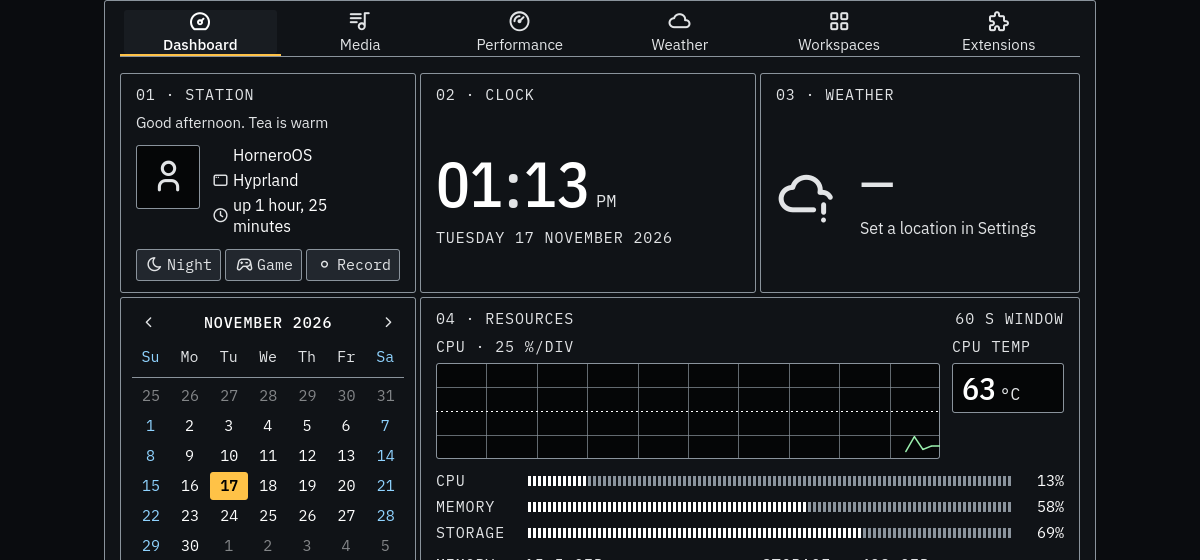 Dashboard Media Performance Weather Workspaces Extensions
01 · STATION
Good afternoon. Tea is warm
HorneroOS
Hyprland
up 1 hour, 25
minutes
Night Game Record
02 · CLOCK
01:13 PM
TUESDAY 17 NOVEMBER 2026
03 · WEATHER
—
Set a location in Settings
NOVEMBER 2026
Su Mo Tu We Th Fr Sa
25 26 27 28 29 30 31
1 2 3 4 5 6 7
8 9 10 11 12 13 14
15 16 17 18 19 20 21
22 23 24 25 26 27 28
29 30 1 2 3 4 5
04 · RESOURCES 60 S WINDOW
CPU · 25 %/DIV CPU TEMP
63 °C
CPU 13%
MEMORY 58%
STORAGE 69%